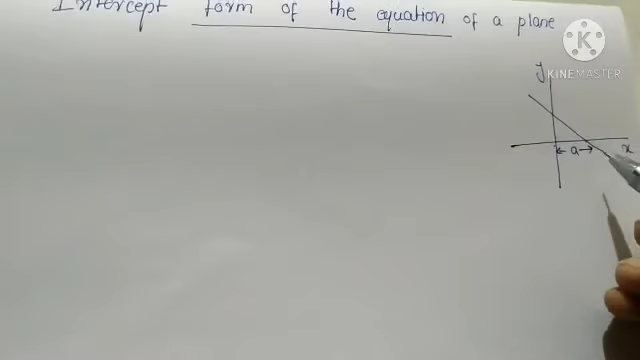 Intercept form of the equation of a plane
K
KINEMASTER
y
a
x